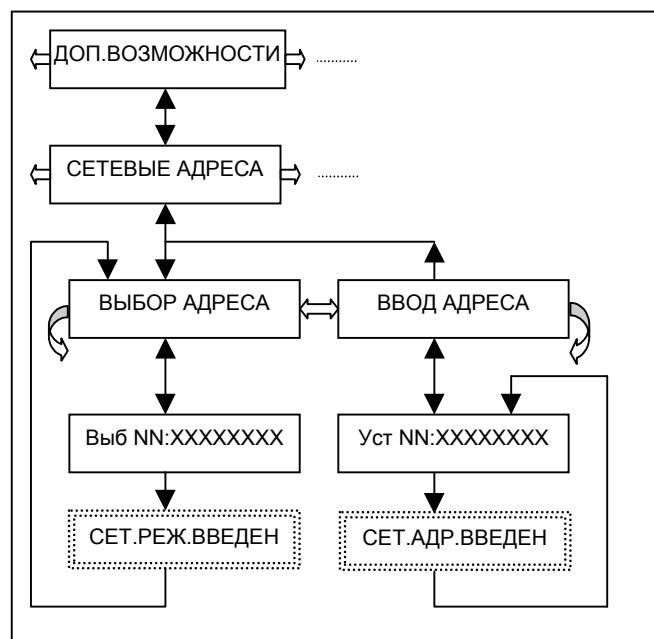 ДОП.ВОЗМОЖНОСТИ
...........
СЕТЕВЫЕ АДРЕСА
...........
ВЫБОР АДРЕСА
ВВОД АДРЕСА
Выб NN:XXXXXXXX
Уст NN:XXXXXXXX
СЕТ.РЕЖ.ВВЕДЕН
СЕТ.АДР.ВВЕДЕН